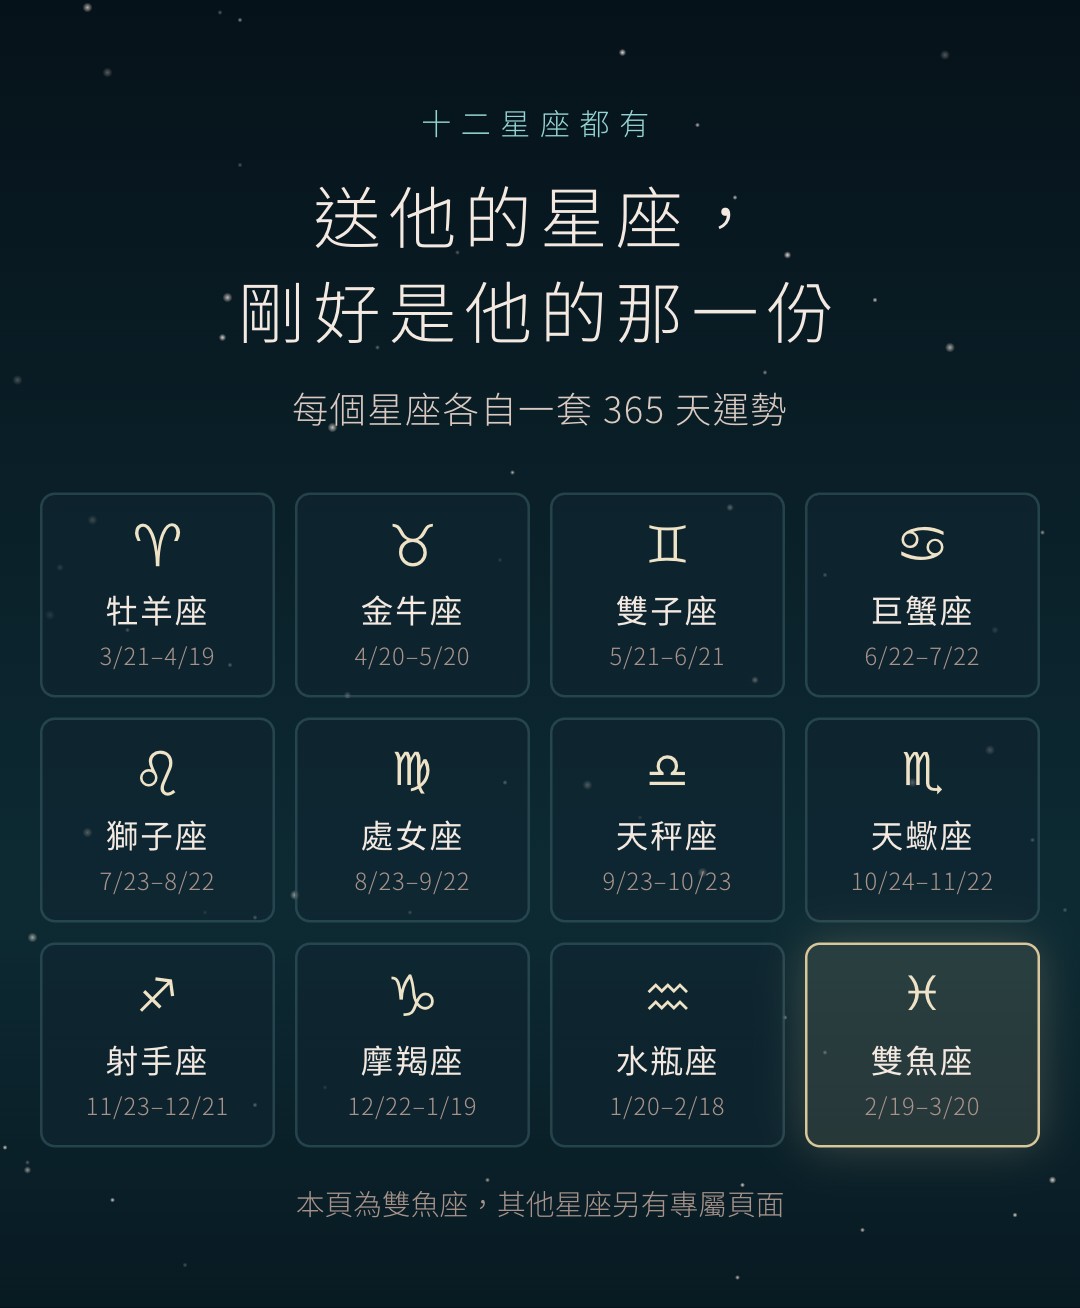 十二星座都有
送他的星座，
剛好是他的那一份
每個星座各自一套 365 天運勢
♈ ♉ ♊ ♋
牡羊座 金牛座 雙子座 巨蟹座
3/21–4/19 4/20–5/20 5/21–6/21 6/22–7/22
♌ ♍ ♎ ♏
獅子座 處女座 天秤座 天蠍座
7/23–8/22 8/23–9/22 9/23–10/23 10/24–11/22
♐ ♑ ♒ ♓
射手座 摩羯座 水瓶座 雙魚座
11/23–12/21 12/22–1/19 1/20–2/18 2/19–3/20
本頁為雙魚座，其他星座另有專屬頁面